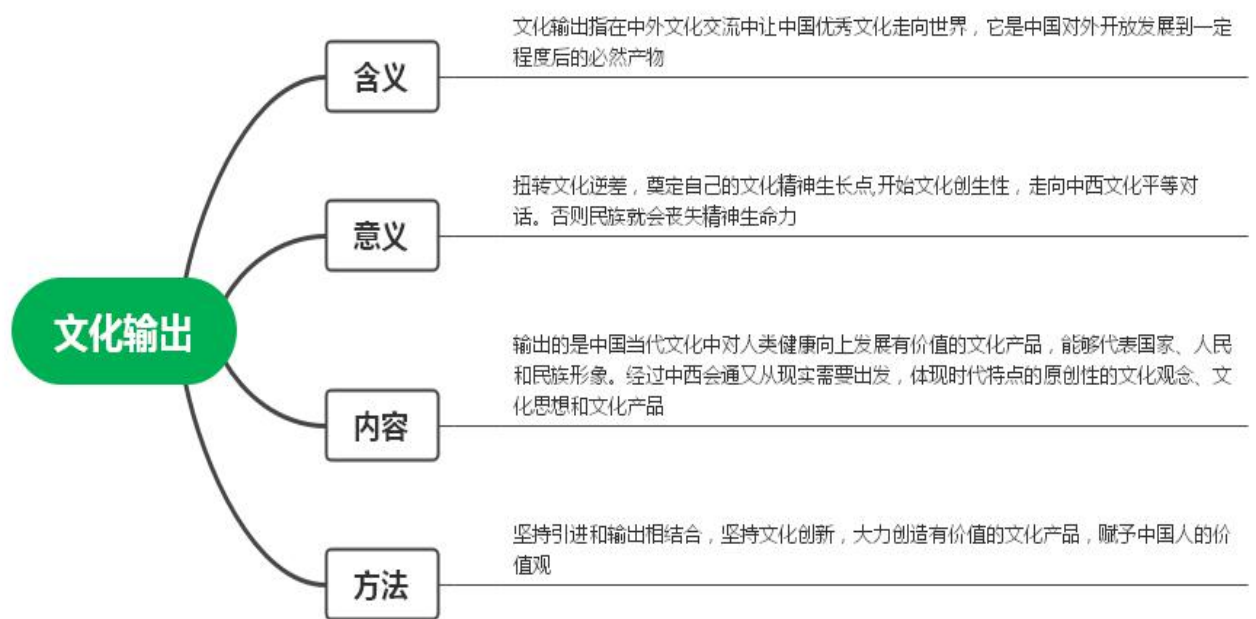 文化输出指在中外文化交流中让中国优秀文化走向世界，它是中国对外开放发展到一定
程度后的必然产物
含义
扭转文化逆差，奠定自己的文化精神生长点,开始文化创生性，走向中西文化平等对
话。否则民族就会丧失精神生命力
意义
文化输出
输出的是中国当代文化中对人类健康向上发展有价值的文化产品，能够代表国家、人民
和民族形象。经过中西会通又从现实需要出发，体现时代特点的原创性的文化观念、文
化思想和文化产品
内容
坚持引进和输出相结合，坚持文化创新，大力创造有价值的文化产品，赋予中国人的价
值观
方法